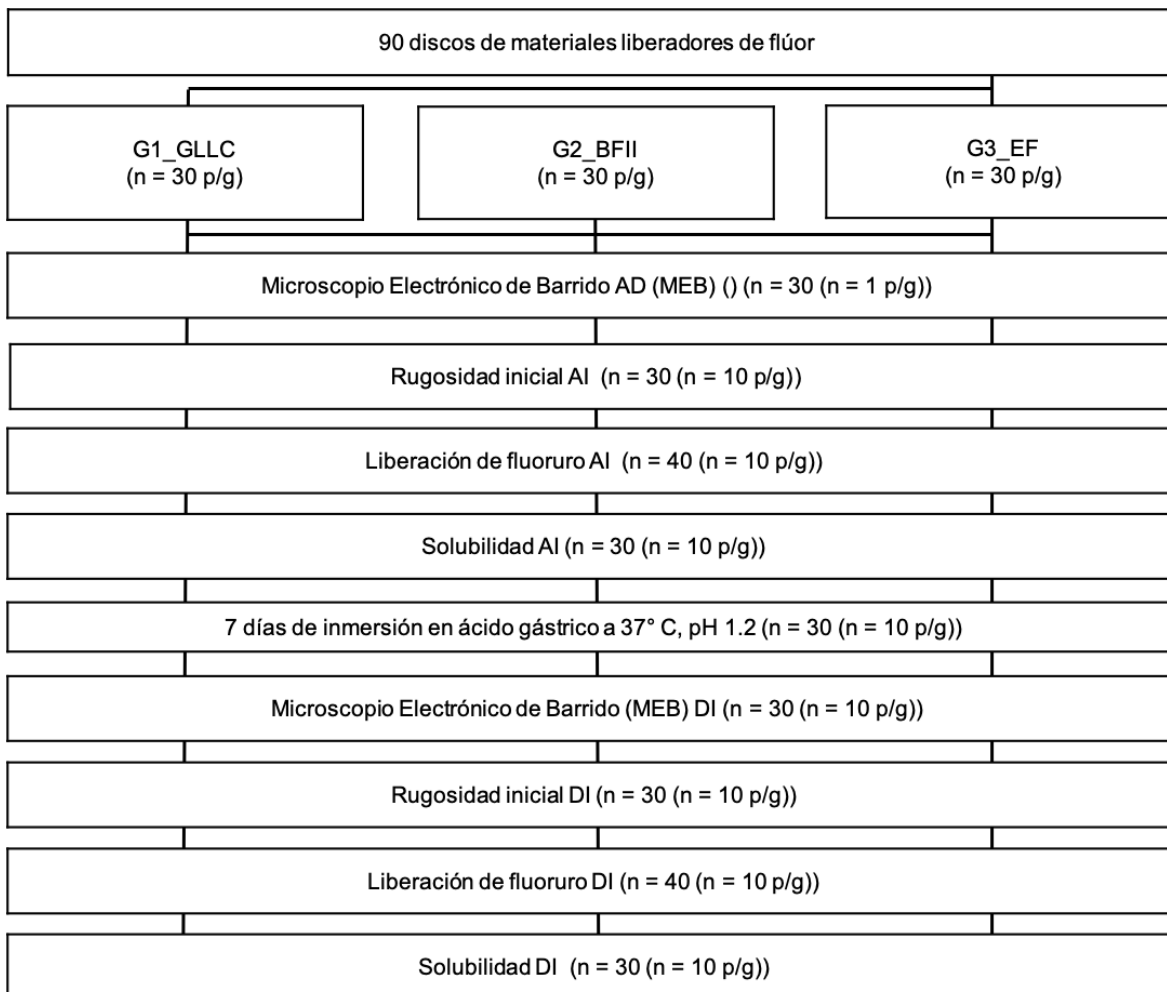 90 discos de materiales liberadores de flúor
G1_GLLC
(n = 30 p/g)
G2_BFII
(n = 30 p/g)
G3_EF
(n = 30 p/g)
Microscopio Electrónico de Barrido AD (MEB) () (n = 30 (n = 1 p/g))
Rugosidad inicial AI (n = 30 (n = 10 p/g))
Liberación de fluoruro AI (n = 40 (n = 10 p/g))
Solubilidad AI (n = 30 (n = 10 p/g))
7 días de inmersión en ácido gástrico a 37° C, pH 1.2 (n = 30 (n = 10 p/g))
Microscopio Electrónico de Barrido (MEB) DI (n = 30 (n = 10 p/g))
Rugosidad inicial DI (n = 30 (n = 10 p/g))
Liberación de fluoruro DI (n = 40 (n = 10 p/g))
Solubilidad DI (n = 30 (n = 10 p/g))